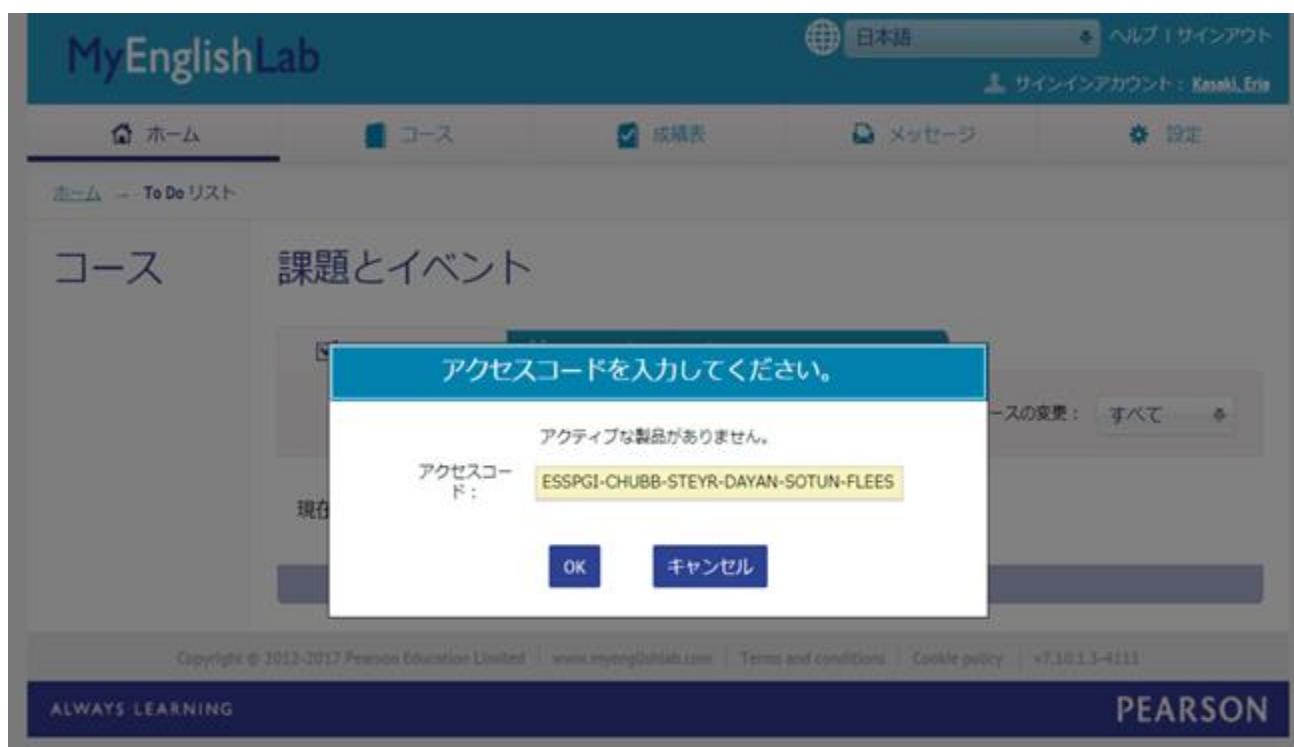 MyEnglishLab
日本語
ヘルプ | サインアウト
サインインアカウント : Kasaki, Erie
ホーム
コース
成績表
メッセージ
設定
ホーム → To Do リスト
コース
課題とイベント
アクセスコードを入力してください。
ースの変更 :
すべて
アクティブな製品がありません。
アクセスコー
ド :
ESSPGI-CHUBB-STEYR-DAYAN-SOTUN-FLEES
現在
OK
キャンセル
Copyright © 2012-2017 Pearson Education Limited
www.myenglishlab.com
Terms and conditions
Cookie policy
v7.10.1.3-4111
ALWAYS LEARNING
PEARSON